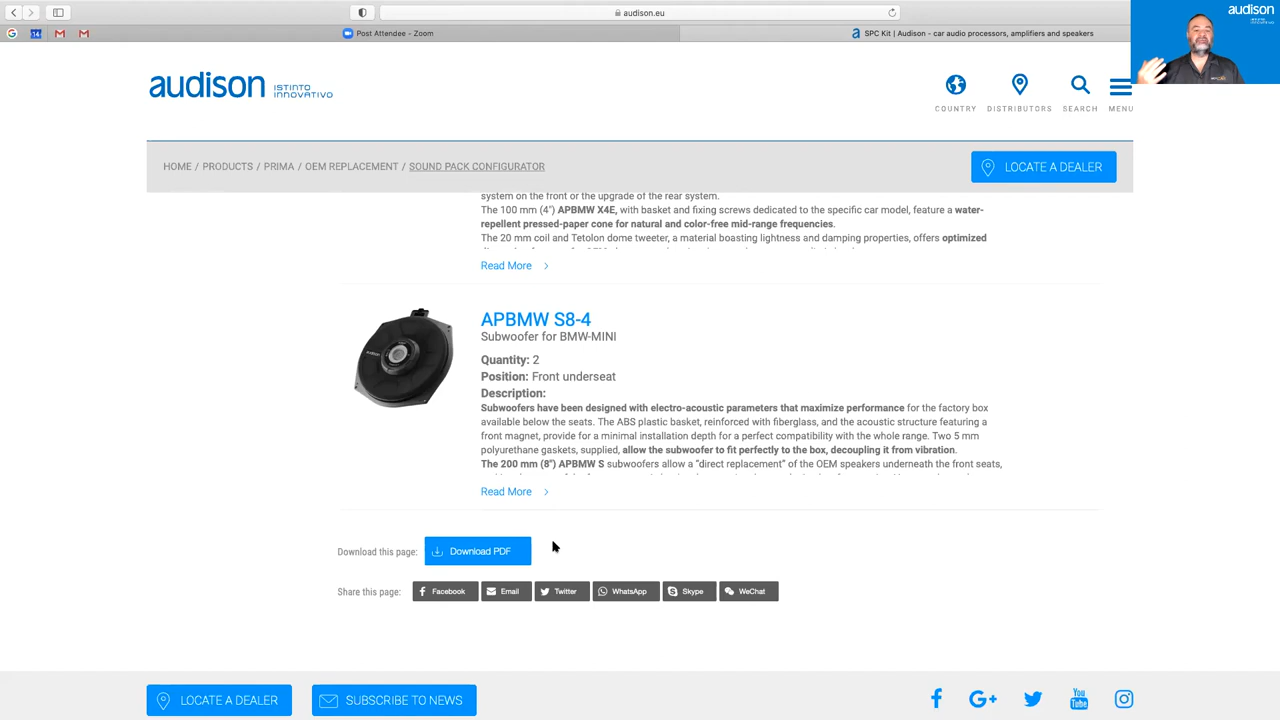 audison.eu
Post Attendee - Zoom
SPC Kit | Audison - car audio processors, amplifiers and speakers
audison
audison ISTINTO INNOVATIVO
COUNTRY
DISTRIBUTORS
SEARCH
MENU
HOME / PRODUCTS / PRIMA / OEM REPLACEMENT / SOUND PACK CONFIGURATOR
LOCATE A DEALER
system on the front or the upgrade of the rear system.
The 100 mm (4") APBMW X4E, with basket and fixing screws dedicated to the specific car model, feature a water-
repellent pressed-paper cone for natural and color-free mid-range frequencies.
The 20 mm coil and Tetolon dome tweeter, a material boasting lightness and damping properties, offers optimized
Read More
APBMW S8-4
Subwoofer for BMW-MINI
Quantity: 2
Position: Front underseat
Description:
Subwoofers have been designed with electro-acoustic parameters that maximize performance for the factory box
available below the seats. The ABS plastic basket, reinforced with fiberglass, and the acoustic structure featuring a
front magnet, provide for a minimal installation depth for a perfect compatibility with the whole range. Two 5 mm
polyurethane gaskets, supplied, allow the subwoofer to fit perfectly to the box, decoupling it from vibration.
The 200 mm (8") APBMW S subwoofers allow a "direct replacement" of the OEM speakers underneath the front seats,
Read More
Download this page: Download PDF
Share this page: Facebook Email Twitter WhatsApp Skype WeChat
LOCATE A DEALER
SUBSCRIBE TO NEWS